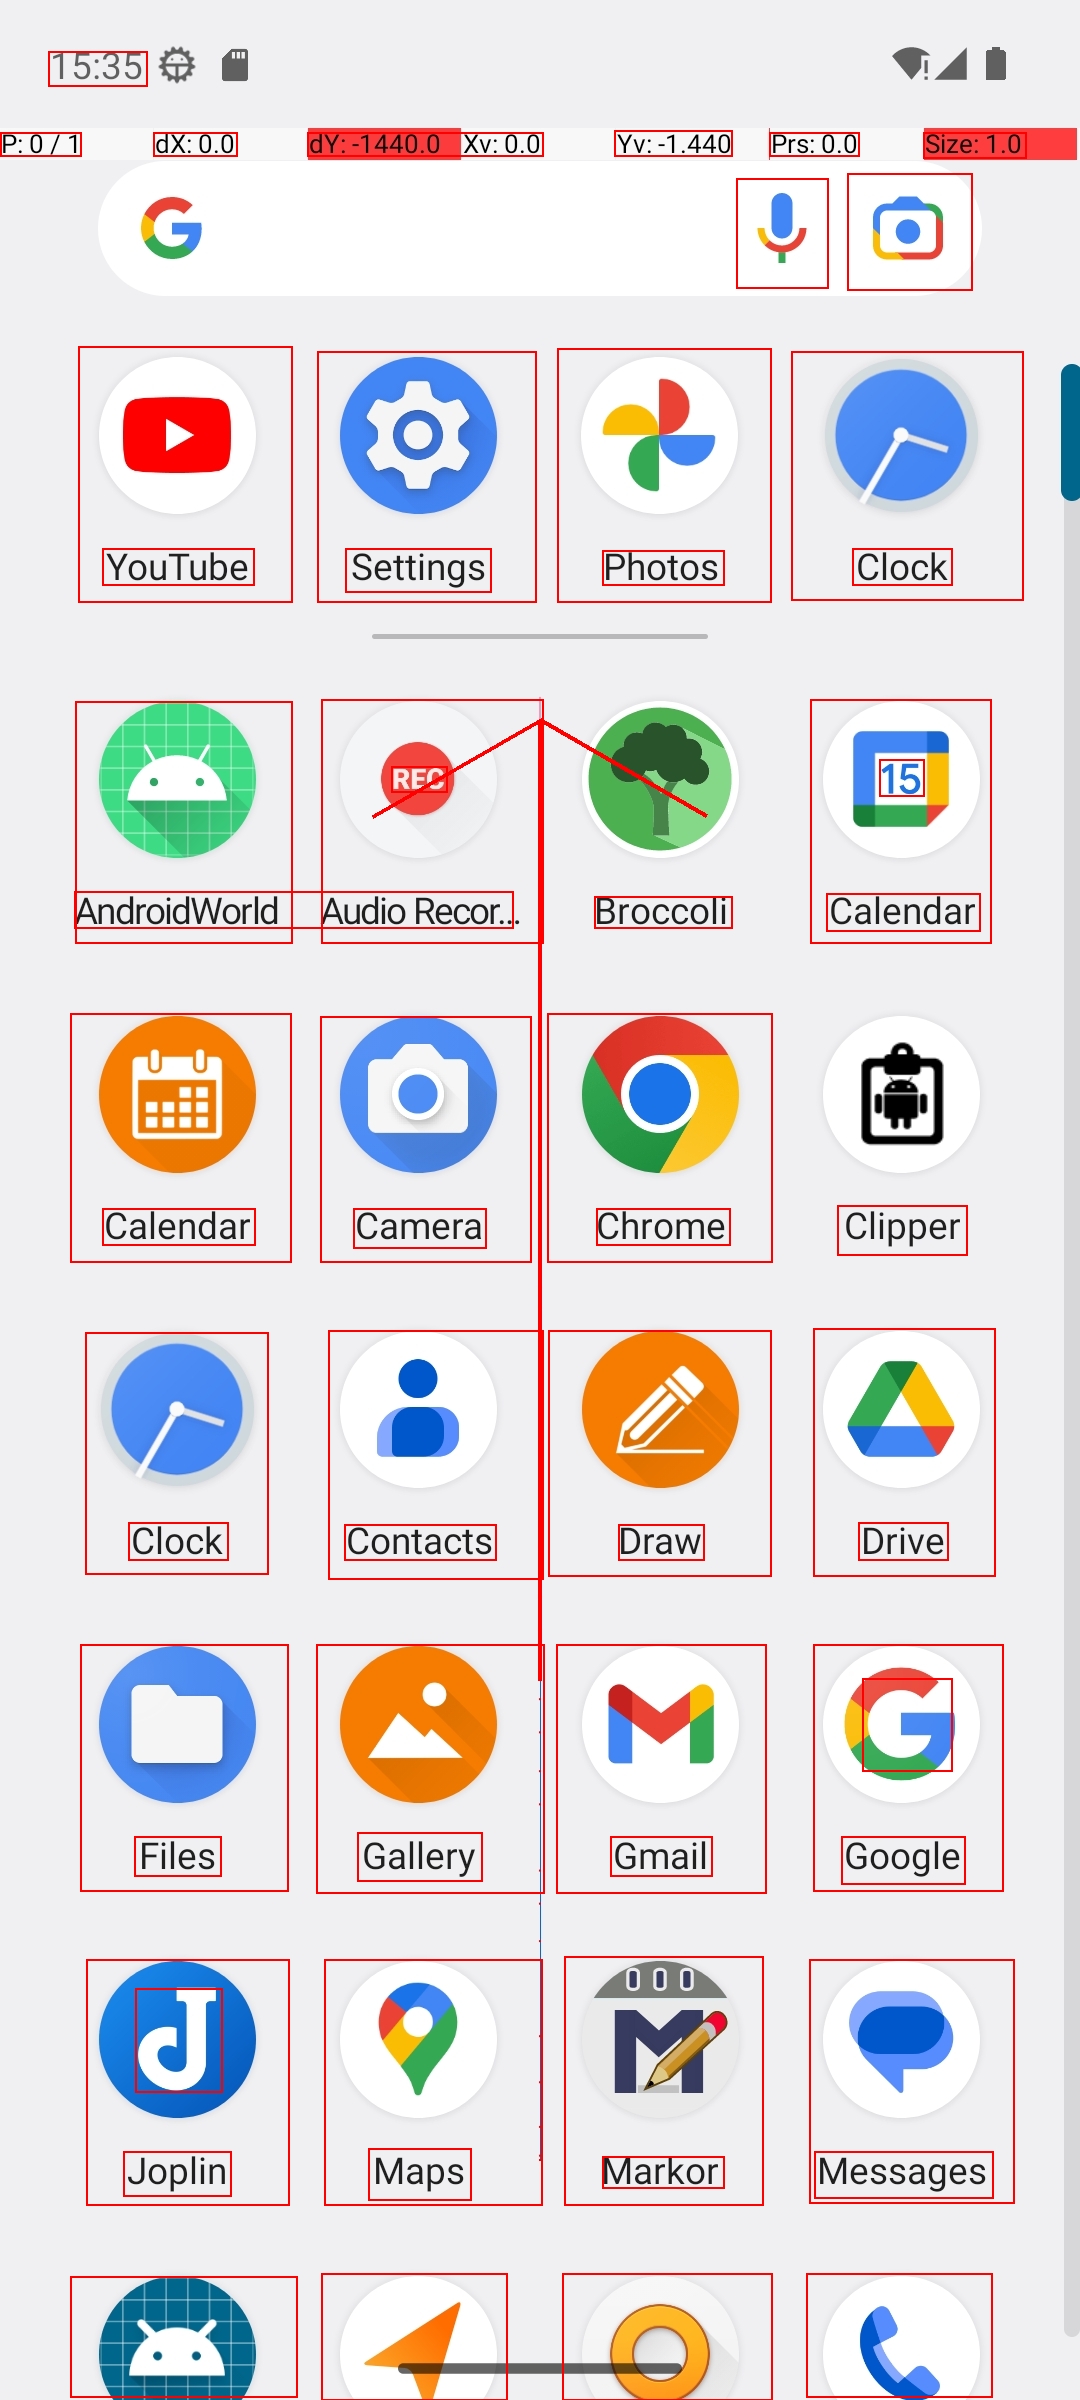 15:35
P: 0 / 1 dX: 0.0 dY: -1440.0 Xv: 0.0 Yv: -1.440 Prs: 0.0 Size: 1.0
YouTube Settings Photos Clock
REC 15
AndroidWorld Audio Recor... Broccoli Calendar
Calendar Camera Chrome Clipper
Clock Contacts Draw Drive
Files Gallery Gmail Google
Joplin Maps Markor Messages